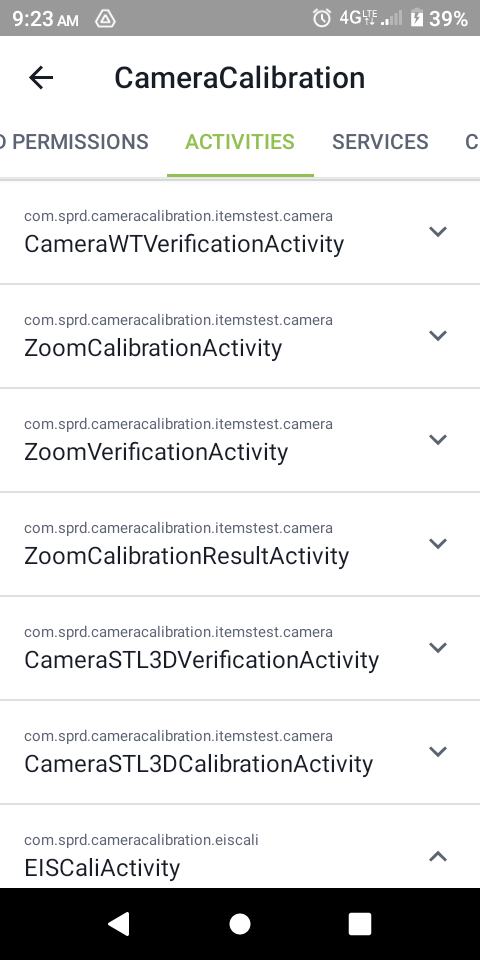 9:23 AM 4G LTE 39%
CameraCalibration
D PERMISSIONS ACTIVITIES SERVICES C
com.sprd.cameracalibration.itemstest.camera
CameraWTVerificationActivity
com.sprd.cameracalibration.itemstest.camera
ZoomCalibrationActivity
com.sprd.cameracalibration.itemstest.camera
ZoomVerificationActivity
com.sprd.cameracalibration.itemstest.camera
ZoomCalibrationResultActivity
com.sprd.cameracalibration.itemstest.camera
CameraSTL3DVerificationActivity
com.sprd.cameracalibration.itemstest.camera
CameraSTL3DCalibrationActivity
com.sprd.cameracalibration.eiscali
EISCaliActivity